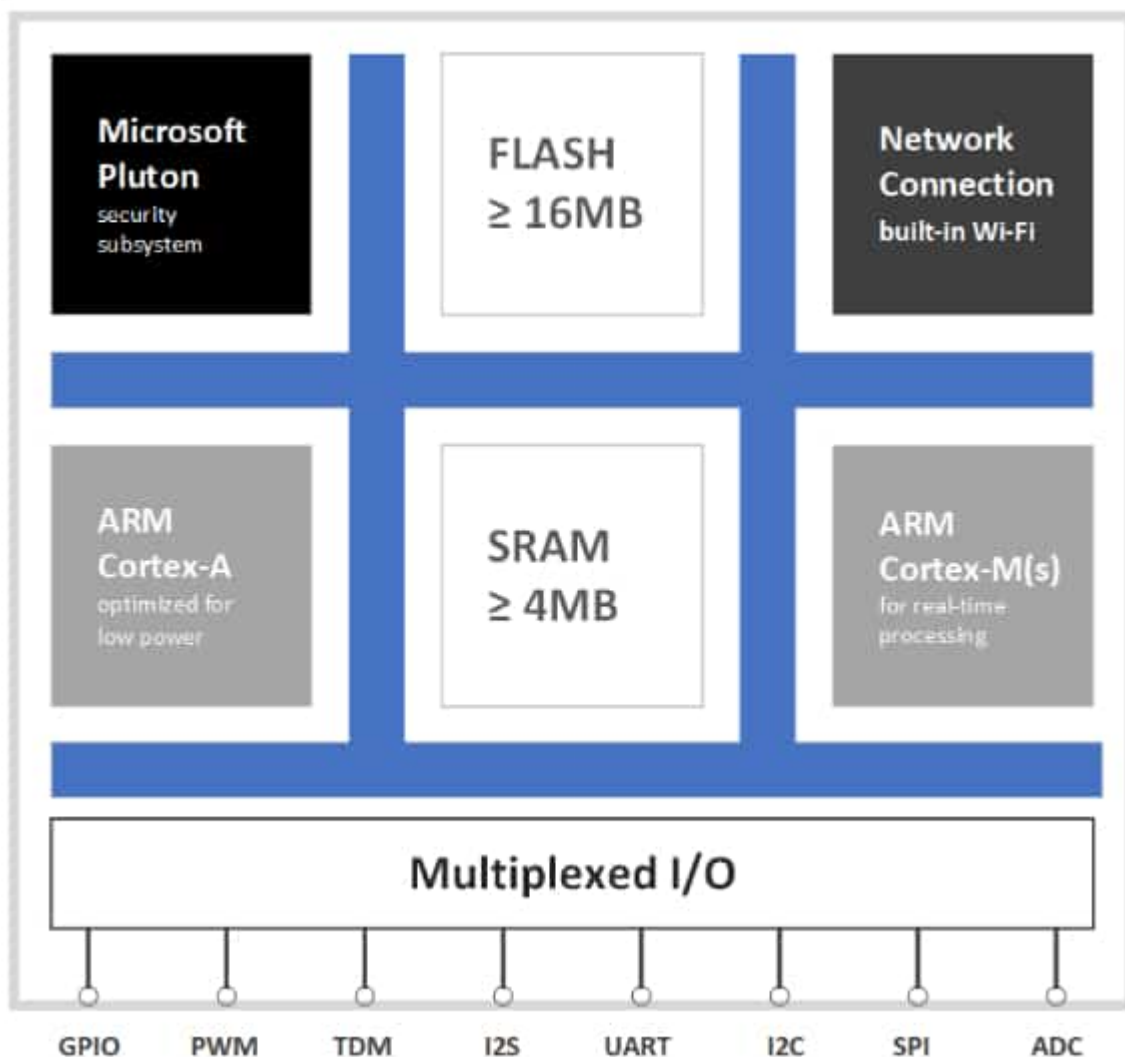 Microsoft
Pluton
security
subsystem
FLASH
≥ 16MB
Network
Connection
built-in Wi-Fi
ARM
Cortex-A
optimized for
low power
SRAM
≥ 4MB
ARM
Cortex-M(s)
for real-time
processing
Multiplexed I/O
GPIO PWM TDM I2S UART I2C SPI ADC